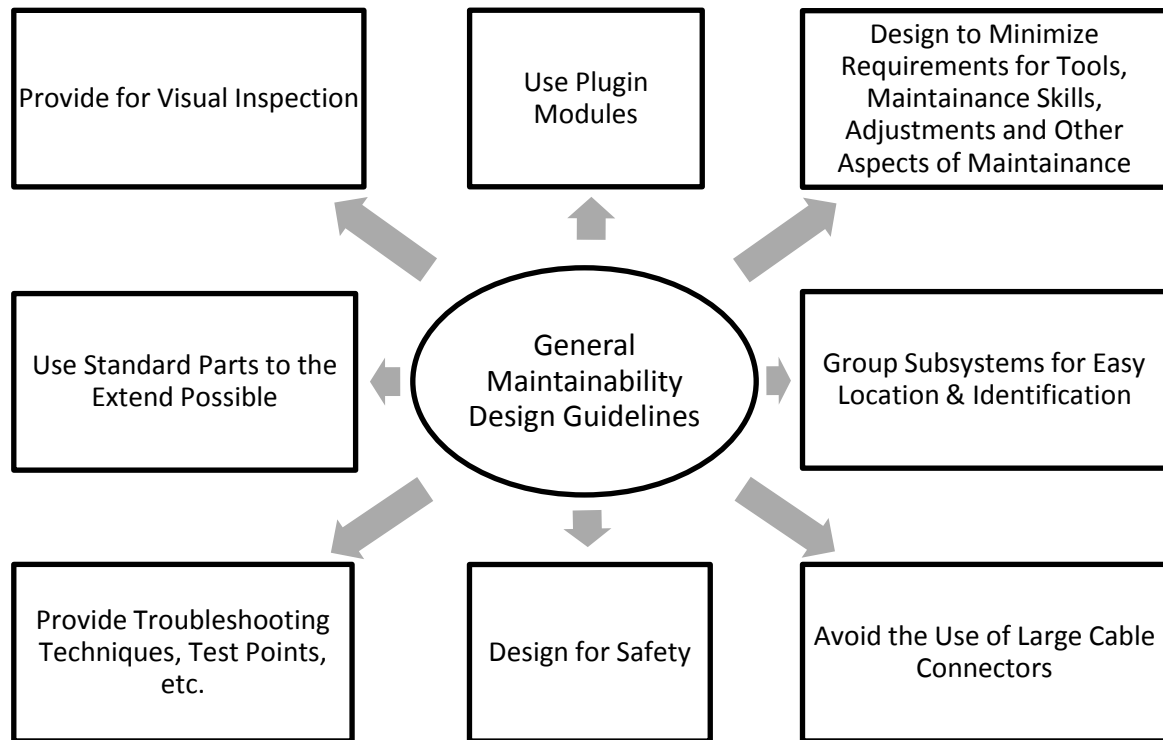 Provide for Visual Inspection
Use Plugin
Modules
Design to Minimize
Requirements for Tools,
Maintainance Skills,
Adjustments and Other
Aspects of Maintainance
Use Standard Parts to the
Extend Possible
General
Maintainability
Design Guidelines
Group Subsystems for Easy
Location & Identification
Provide Troubleshooting
Techniques, Test Points,
etc.
Design for Safety
Avoid the Use of Large Cable
Connectors